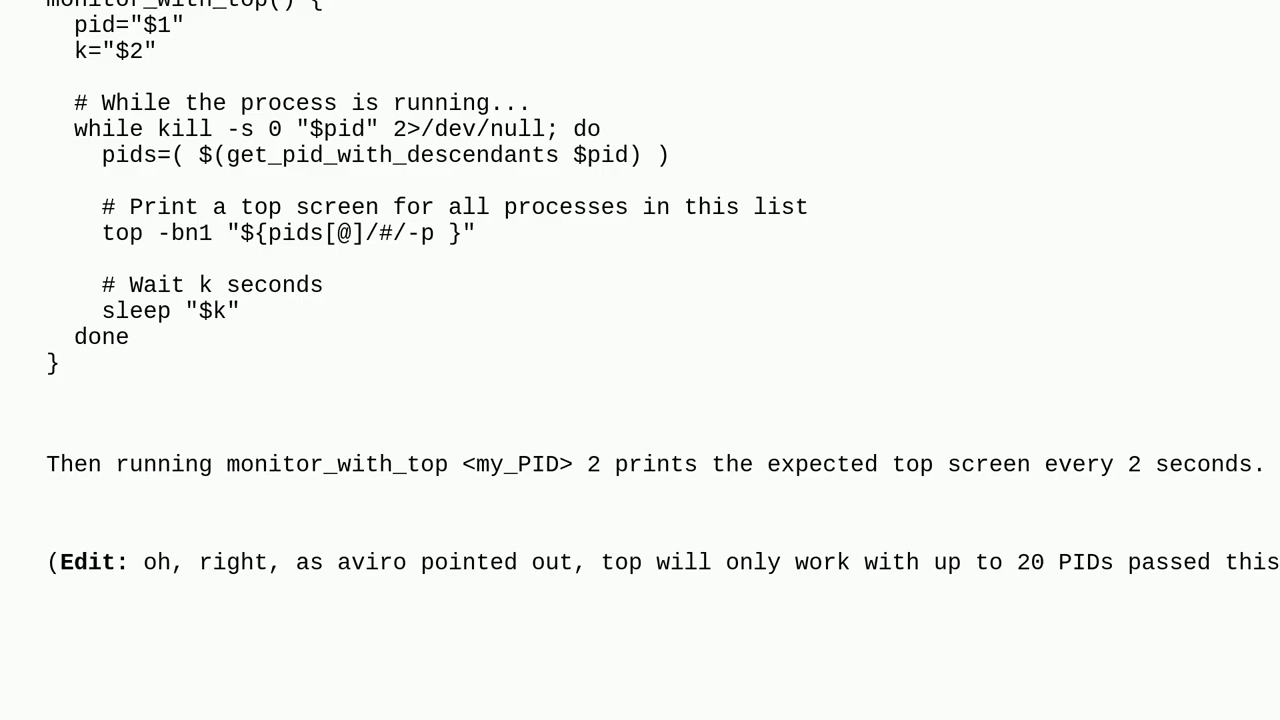 monitor_with_top() {
pid="$1"
k="$2"
# While the process is running...
while kill -s 0 "$pid" 2>/dev/null; do
pids=( $(get_pid_with_descendants $pid) )
# Print a top screen for all processes in this list
top -bn1 "${pids[@]/#/-p }"
# Wait k seconds
sleep "$k"
done
}
Then running monitor_with_top <my_PID> 2 prints the expected top screen every 2 seconds.
(Edit: oh, right, as aviro pointed out, top will only work with up to 20 PIDs passed this